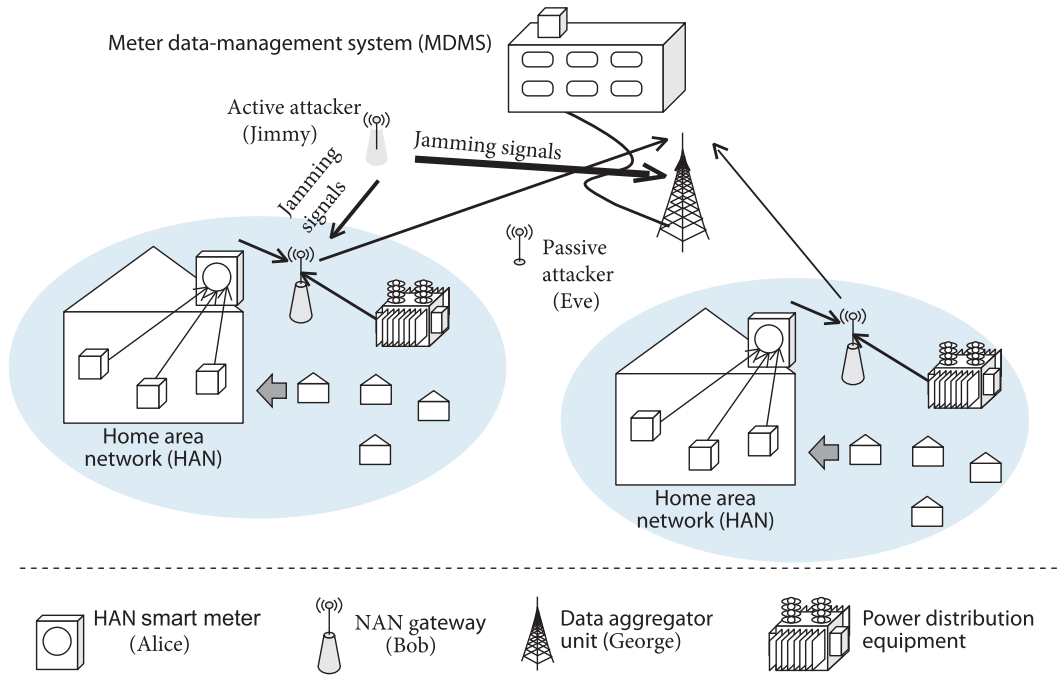 Meter data-management system (MDMS)
Active attacker
(Jimmy)
Jamming signals
Jamming
signals
Passive
attacker
(Eve)
Home area
network (HAN)
Home area
network (HAN)
HAN smart meter
(Alice)
NAN gateway
(Bob)
Data aggregator
unit (George)
Power distribution
equipment